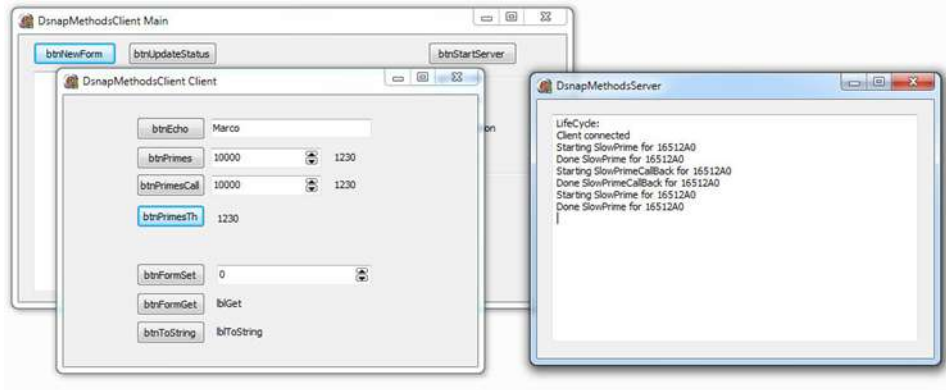 DsnapMethodsClient Main
btnNewForm btnUpdateStatus btnStartServer
DsnapMethodsClient Client
btnEcho Marco
btnPrimes 10000 1230
btnPrimesCall 10000 1230
btnPrimesTh 1230
btnFormSet 0
btnFormGet lblGet
btnToString lblToString
on
DsnapMethodsServer
LifeCycle:
Client connected
Starting SlowPrime for 16512A0
Done SlowPrime for 16512A0
Starting SlowPrimeCallBack for 16512A0
Done SlowPrimeCallBack for 16512A0
Starting SlowPrime for 16512A0
Done SlowPrime for 16512A0